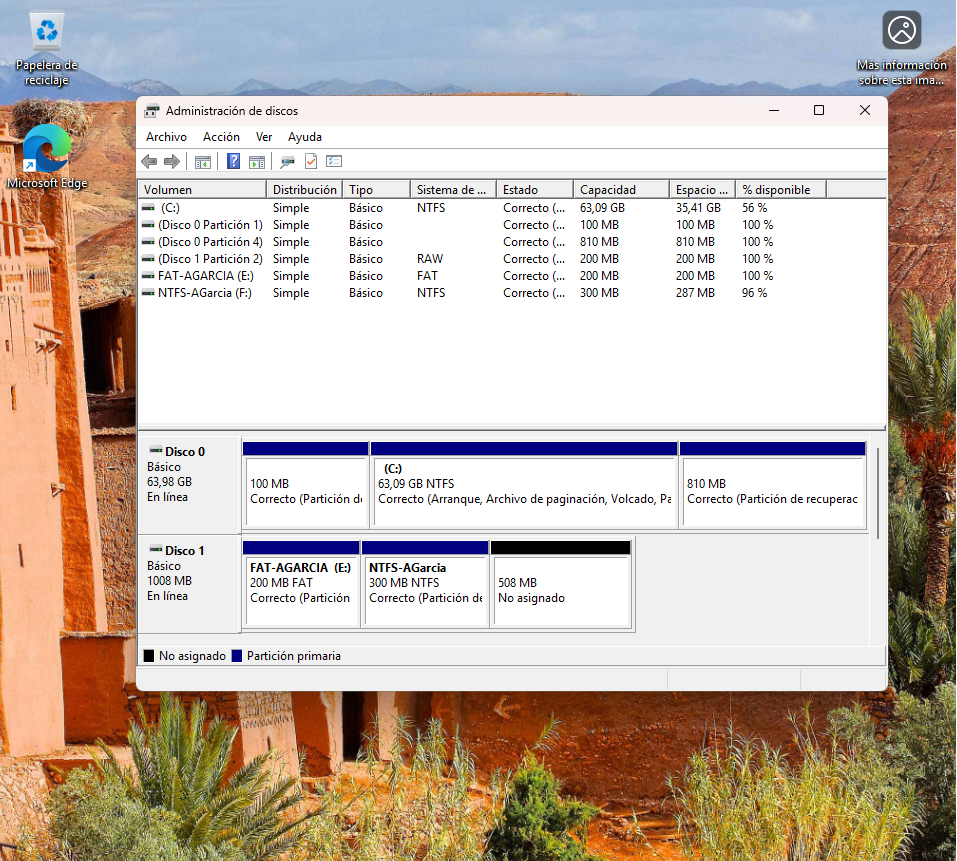 Papelera de
reciclaje
Más información
sobre esta ima...
Microsoft Edge
Administración de discos
Archivo Acción Ver Ayuda
Volumen Distribución Tipo Sistema de ... Estado Capacidad Espacio ... % disponible
(C:) Simple Básico NTFS Correcto (... 63,09 GB 35,41 GB 56 %
(Disco 0 Partición 1) Simple Básico Correcto (... 100 MB 100 MB 100 %
(Disco 0 Partición 4) Simple Básico Correcto (... 810 MB 810 MB 100 %
(Disco 1 Partición 2) Simple Básico RAW Correcto (... 200 MB 200 MB 100 %
FAT-AGARCIA (E:) Simple Básico FAT Correcto (... 200 MB 200 MB 100 %
NTFS-AGarcia (F:) Simple Básico NTFS Correcto (... 300 MB 287 MB 96 %
Disco 0
Básico
63,98 GB
En línea
100 MB
Correcto (Partición de
(C:)
63,09 GB NTFS
Correcto (Arranque, Archivo de paginación, Volcado, Pa
810 MB
Correcto (Partición de recuperac
Disco 1
Básico
1008 MB
En línea
FAT-AGARCIA (E:)
200 MB FAT
Correcto (Partición
NTFS-AGarcia
300 MB NTFS
Correcto (Partición de
508 MB
No asignado
No asignado Partición primaria